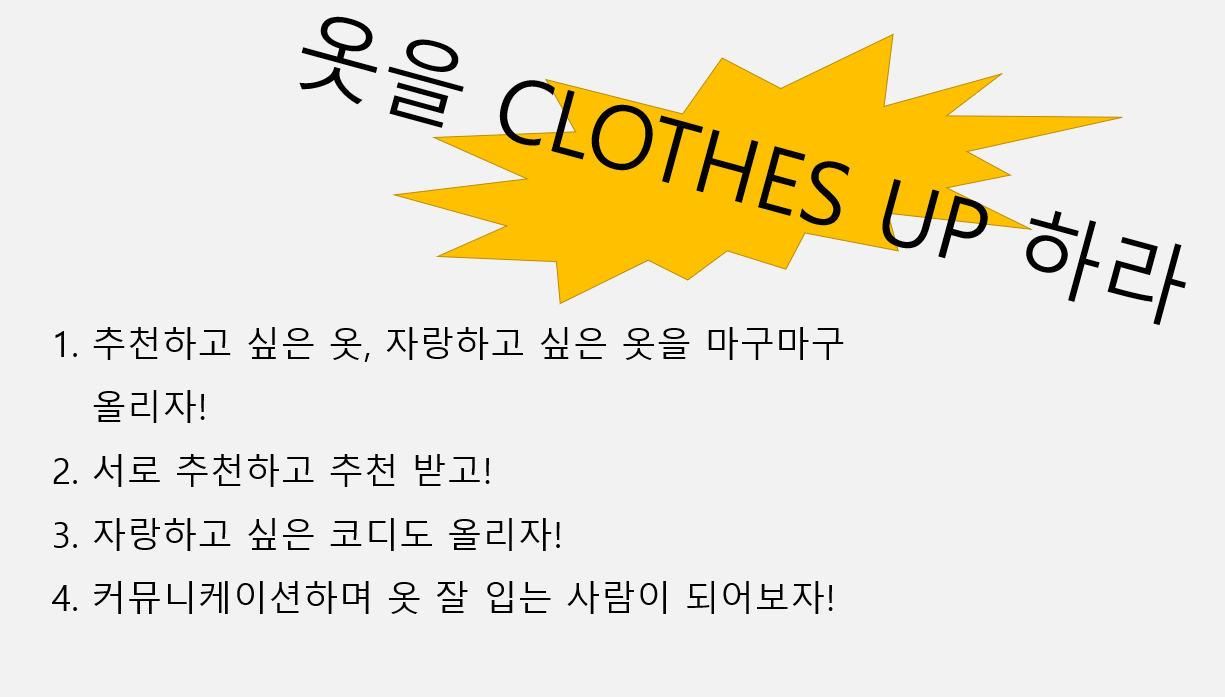 옷을 CLOTHES UP 하라
1. 추천하고 싶은 옷, 자랑하고 싶은 옷을 마구마구
올리자!
2. 서로 추천하고 추천 받고!
3. 자랑하고 싶은 코디도 올리자!
4. 커뮤니케이션하며 옷 잘 입는 사람이 되어보자!